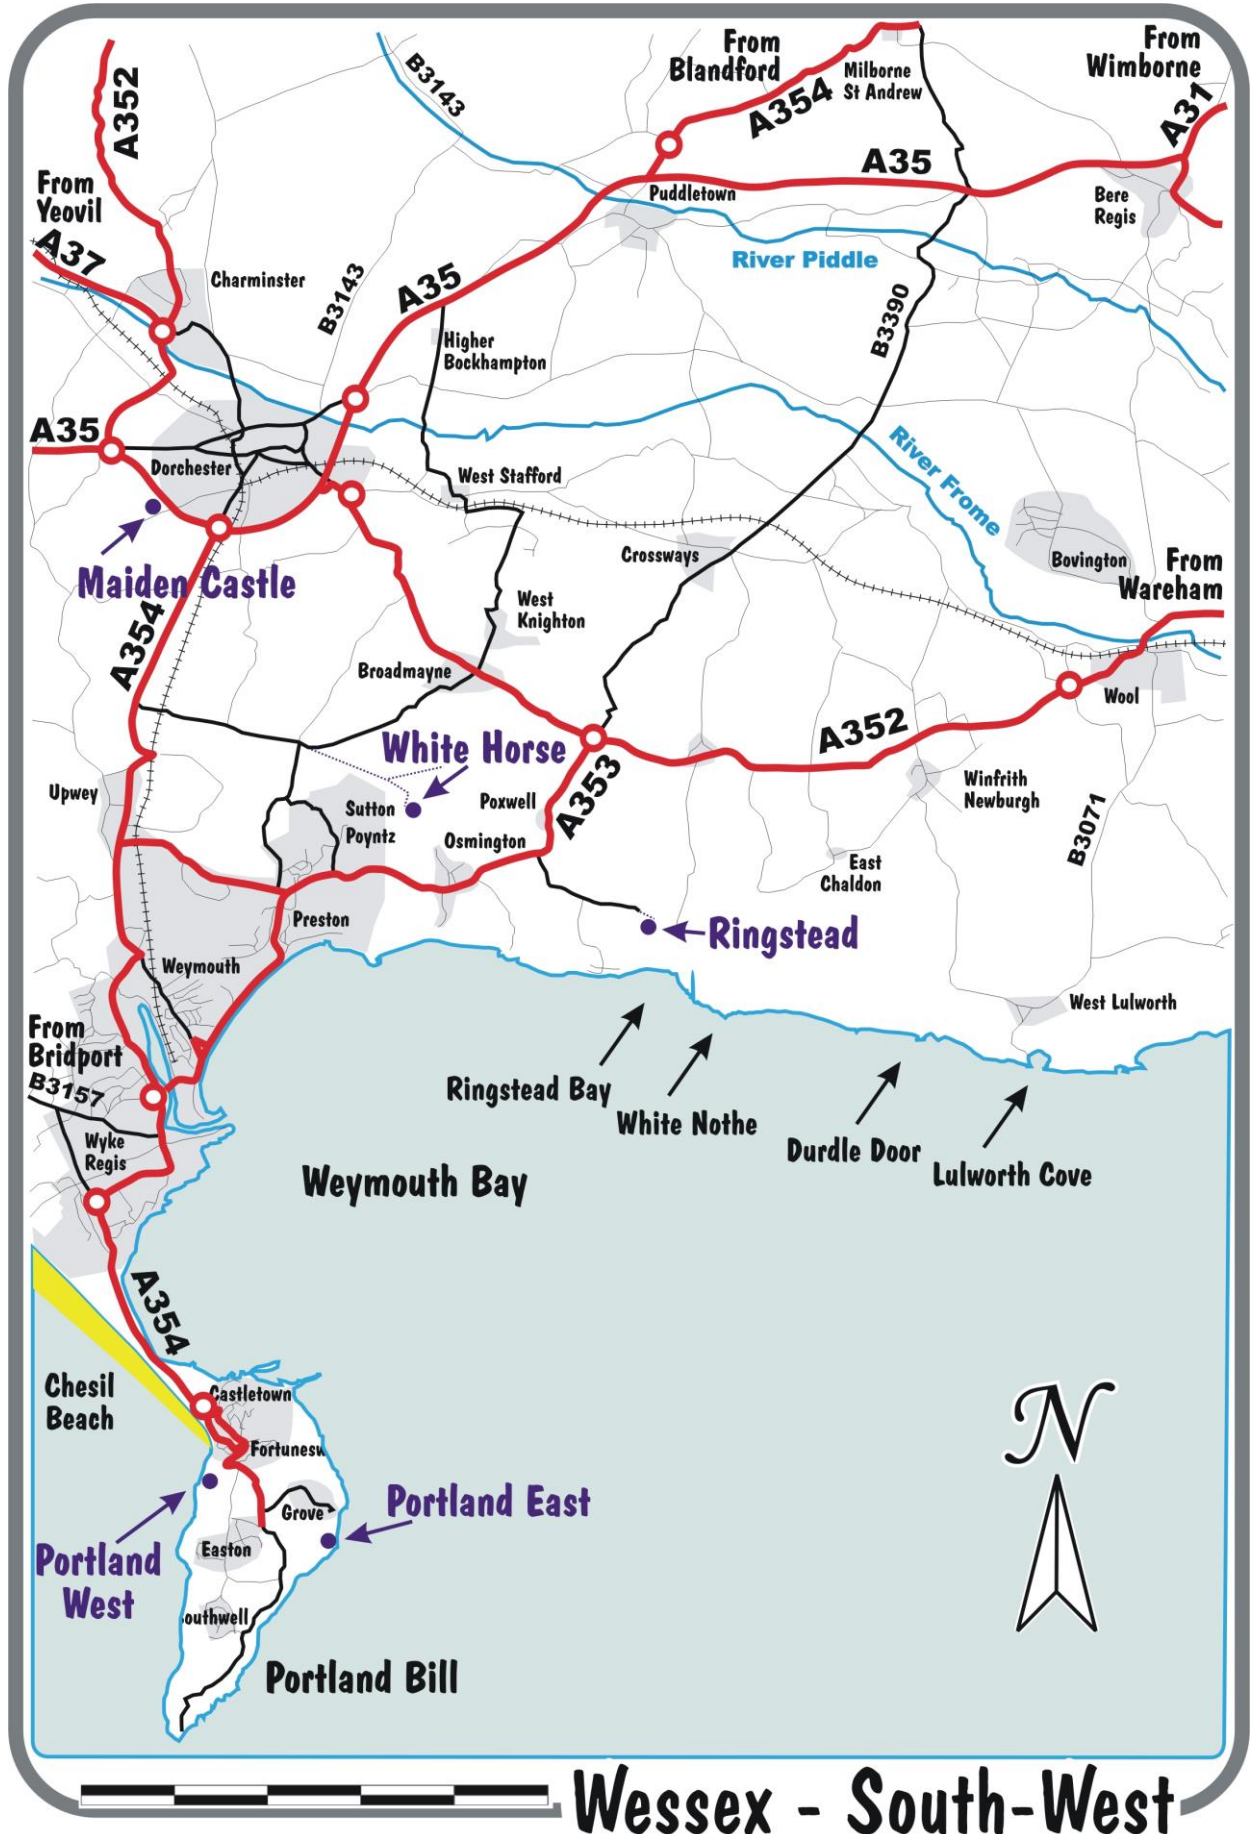 From
Blandford
Milborne
St Andrew
From
Wimborne
A352
B3143
A354
A31
A35
From
Yeovil
A37
Puddletown
Bere
Regis
River Piddle
Charminster
B3143
A35
B3390
Higher
Bockhampton
A35
Dorchester
West Stafford
River Frome
Crossways
Bovington
From
Wareham
Maiden Castle
West
Knighton
A354
Broadmayne
Wool
A352
White Horse
A353
Upwey
Sutton
Poyntz
Poxwell
Osmington
Winfrith
Newburgh
B3071
East
Chaldon
Preston
Ringstead
Weymouth
West Lulworth
From
Bridport
B3157
Ringstead Bay
White Nothe
Durdle Door
Lulworth Cove
Wyke
Regis
Weymouth Bay
A354
Chesil
Beach
Castletown
N
Fortunesw
Portland East
Grove
Portland
West
Easton
outhwell
Portland Bill
Wessex - South-West